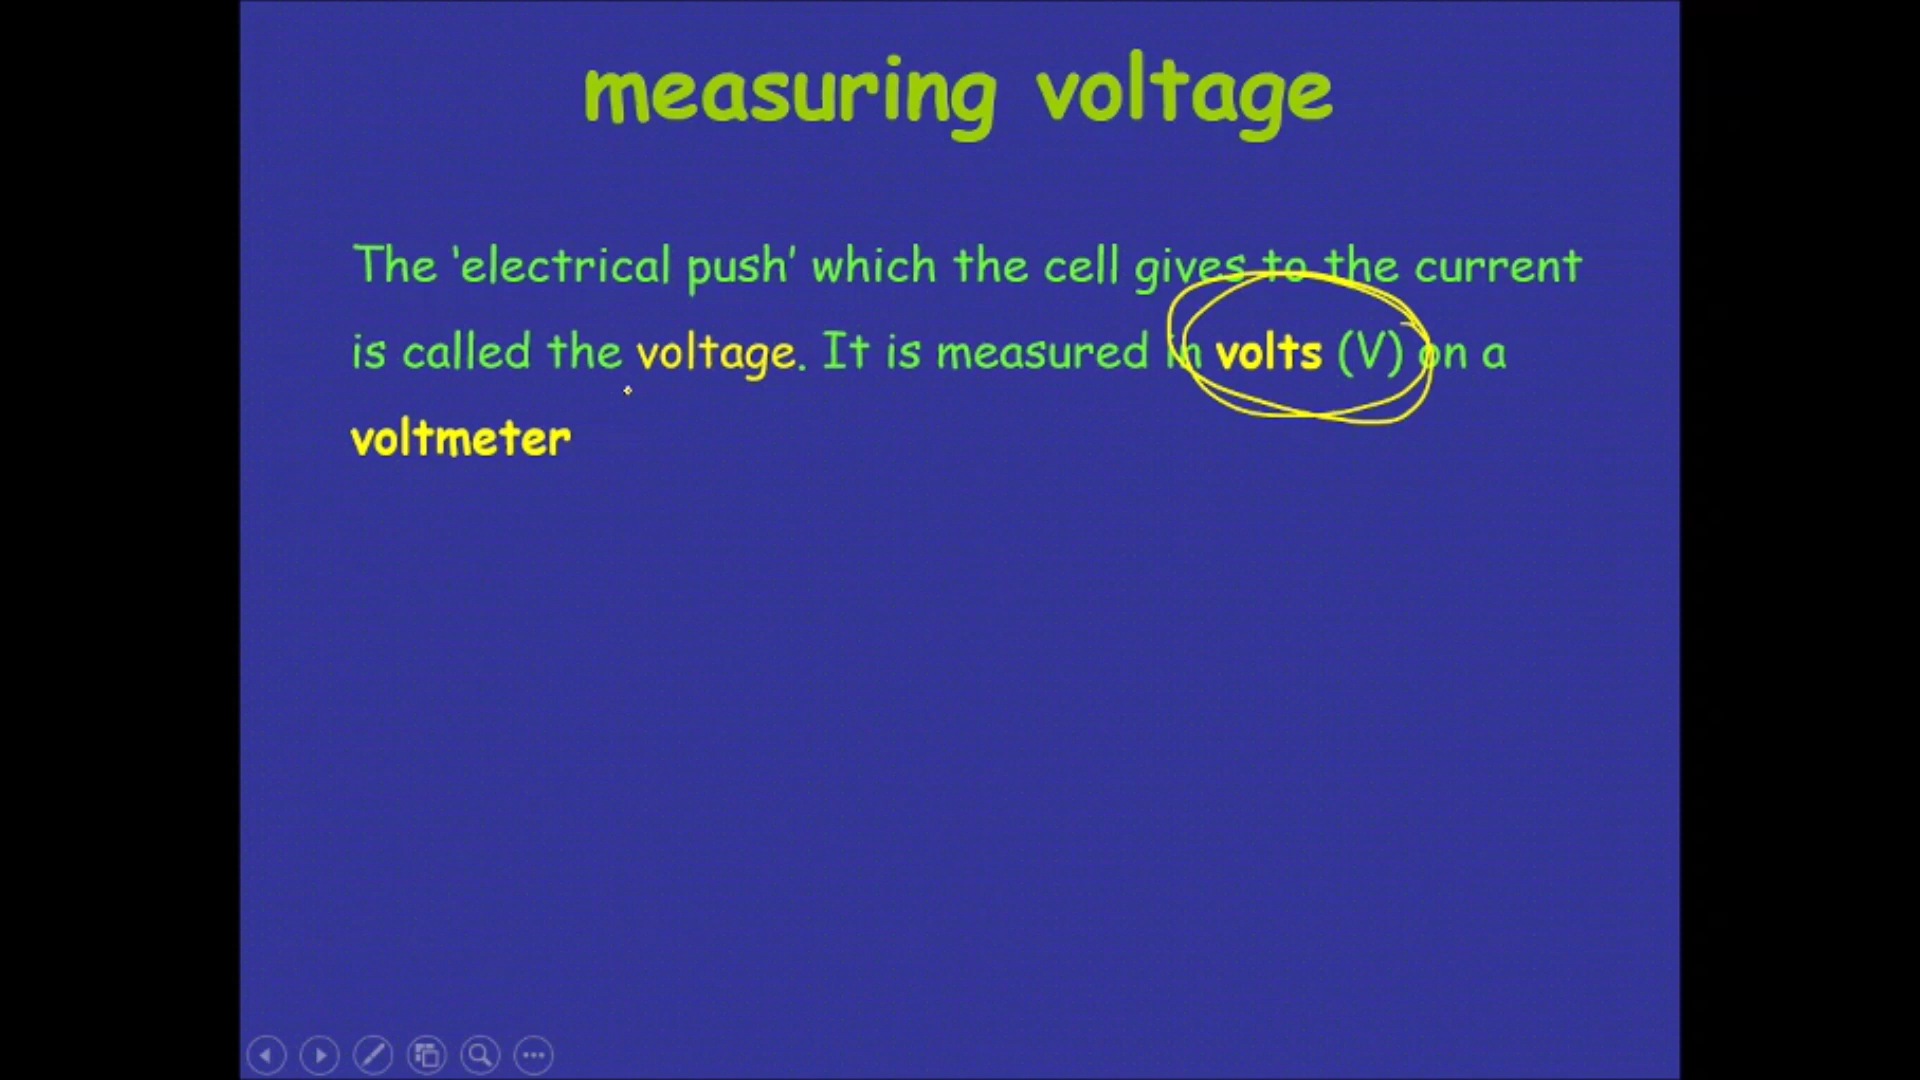 measuring voltage
The ‘electrical push’ which the cell gives to the current
is called the voltage. It is measured in volts (V) on a
voltmeter